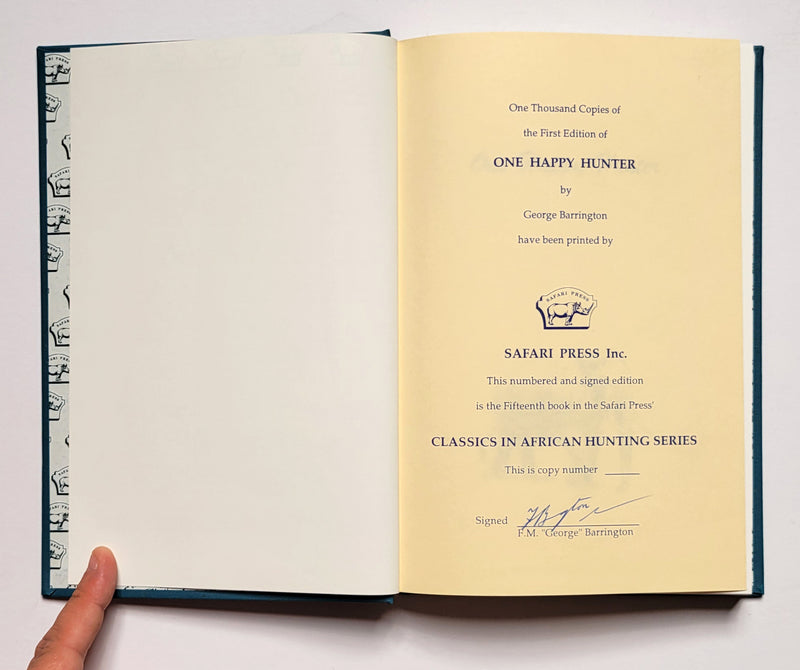 One Thousand Copies of
the First Edition of
ONE HAPPY HUNTER
by
George Barrington
have been printed by
SAFARI PRESS
SAFARI PRESS Inc.
This numbered and signed edition
is the Fifteenth book in the Safari Press'
CLASSICS IN AFRICAN HUNTING SERIES
This is copy number
Signed
F.M. "George" Barrington